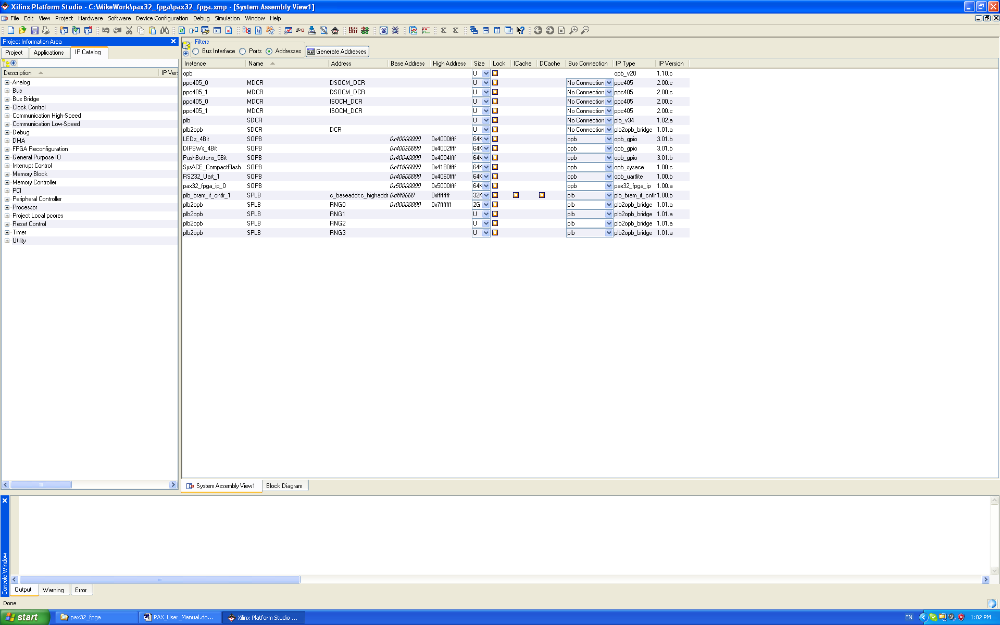 Xilinx Platform Studio - C:\MikeWork\pax32_fpga\pax32_fpga.xmp - [System Assembly View1]
File Edit View Project Hardware Software Device Configuration Debug Simulation Window Help
Project Information Area
Project Applications IP Catalog
Description IP Ver
Analog
Bus
Bus Bridge
Clock Control
Communication High-Speed
Communication Low-Speed
Debug
DMA
FPGA Reconfiguration
General Purpose IO
Interrupt Control
Memory Block
Memory Controller
PCI
Peripheral Controller
Processor
Project Local pcores
Reset Control
Timer
Utility
Filters
Bus Interface Ports Addresses Generate Addresses
Instance Name Address Base Address High Address Size Lock ICache DCache Bus Connection IP Type IP Version
opb U opb_v20 1.10.c
ppc405_0 MDCR DSOCM_DCR U No Connection ppc405 2.00.c
ppc405_1 MDCR DSOCM_DCR U No Connection ppc405 2.00.c
ppc405_0 MDCR ISOCM_DCR U No Connection ppc405 2.00.c
ppc405_1 MDCR ISOCM_DCR U No Connection ppc405 2.00.c
plb SDCR U No Connection plb_v34 1.02.a
plb2opb SDCR DCR U No Connection plb2opb_bridge 1.01.a
LEDs_4Bit SOPB 0x40000000 0x4000ffff 64K opb opb_gpio 3.01.b
DIPSWs_4Bit SOPB 0x40020000 0x4002ffff 64K opb opb_gpio 3.01.b
PushButtons_5Bit SOPB 0x40040000 0x4004ffff 64K opb opb_gpio 3.01.b
SysACE_CompactFlash SOPB 0x41800000 0x4180ffff 64K opb opb_sysace 1.00.c
RS232_Uart_1 SOPB 0x40600000 0x4060ffff 64K opb opb_uartlite 1.00.b
pax32_fpga_ip_0 SOPB 0x50000000 0x5000ffff 64K opb pax32_fpga_ip 1.00.a
plb_bram_if_cntlr_1 SPLB c_baseaddr:c_highaddr 0xffff8000 0xffffffff 32K plb plb_bram_if_cntlr 1.00.b
plb2opb SPLB RNG0 0x00000000 0x7fffffff 2G plb plb2opb_bridge 1.01.a
plb2opb SPLB RNG1 U plb plb2opb_bridge 1.01.a
plb2opb SPLB RNG2 U plb plb2opb_bridge 1.01.a
plb2opb SPLB RNG3 U plb plb2opb_bridge 1.01.a
System Assembly View1 Block Diagram
Console Window
Output Warning Error
Done
start pax32_fpga PAX_User_Manual.do... Xilinx Platform Studio ... EN 1:02 PM